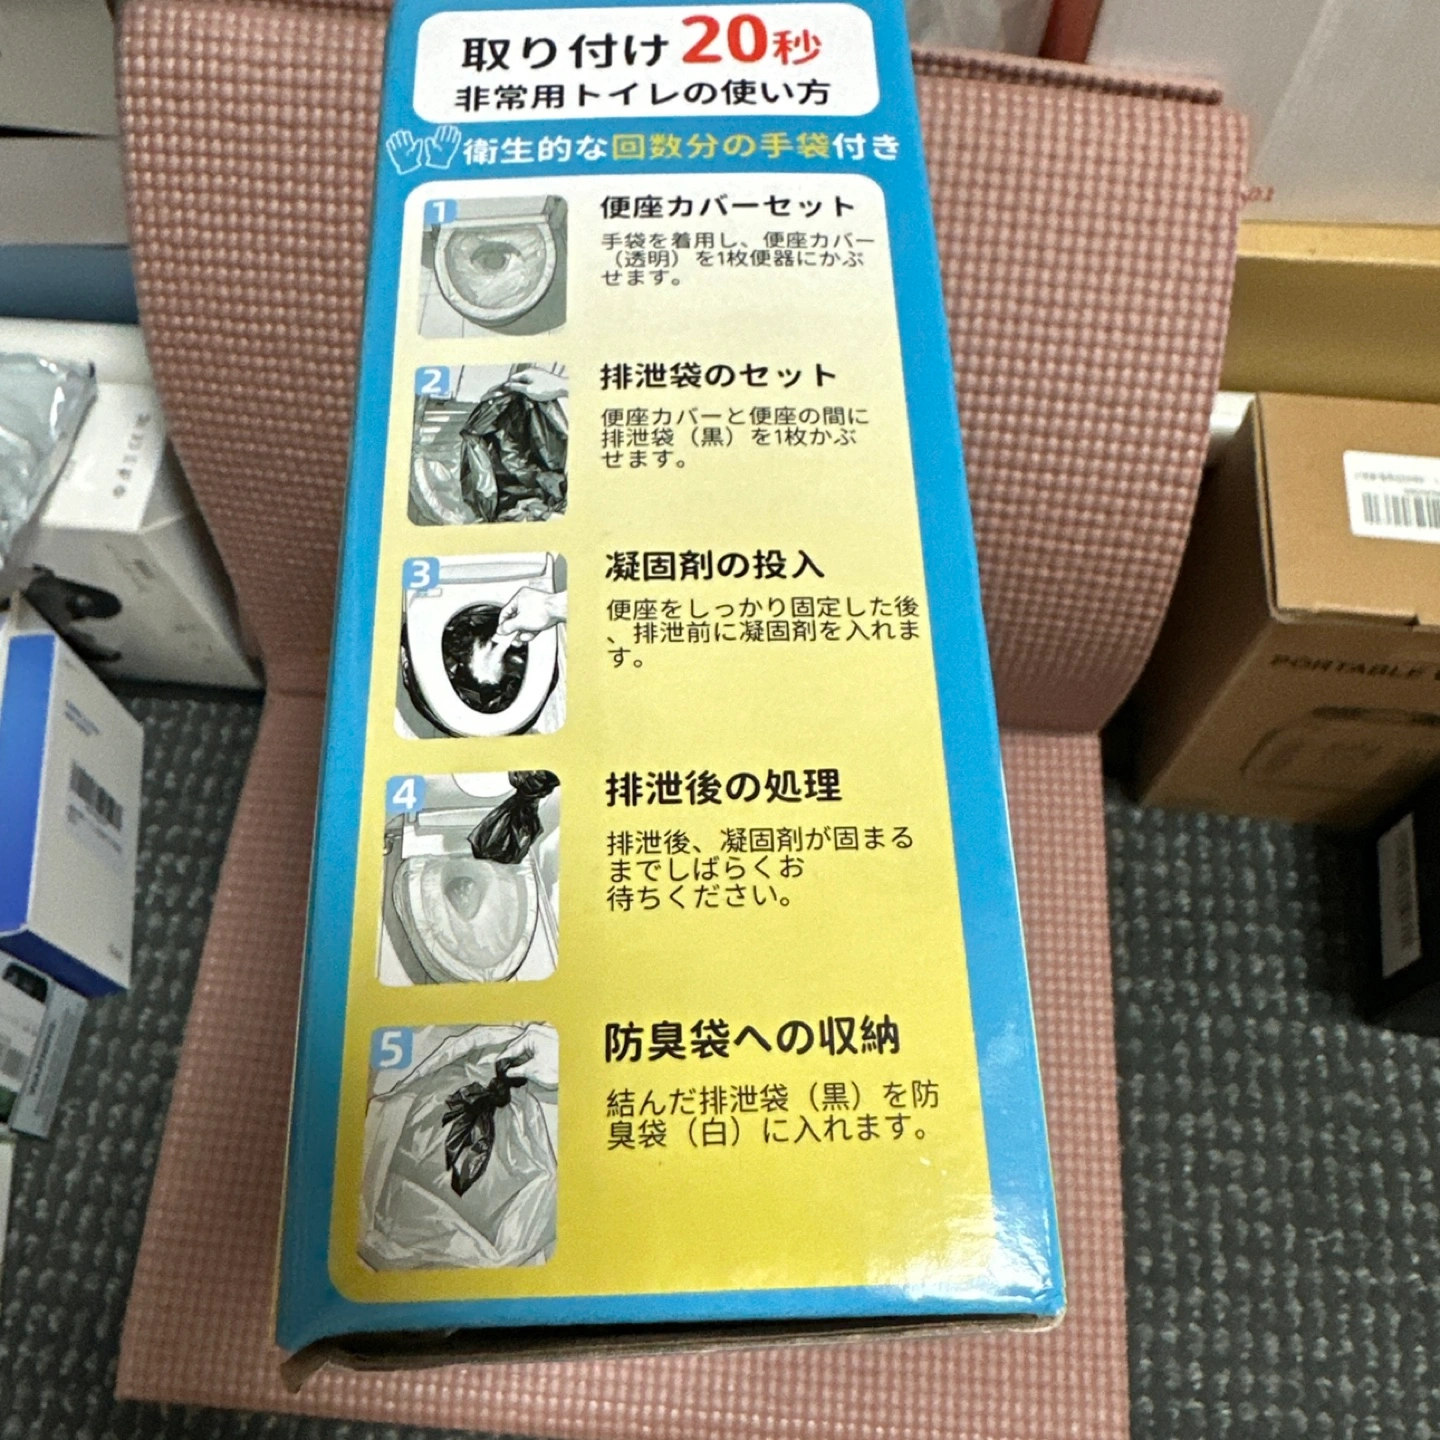 取り付け20秒
非常用トイレの使い方
衛生的な回数分の手袋付き
1
便座カバーセット
手袋を着用し、便座カバー
（透明）を1枚便器にかぶ
せます。
2
排泄袋のセット
便座カバーと便座の間に
排泄袋（黒）を1枚かぶ
せます。
3
凝固剤の投入
便座をしっかり固定した後
、排泄前に凝固剤を入れま
す。
4
排泄後の処理
排泄後、凝固剤が固まる
までしばらくお
待ちください。
5
防臭袋への収納
結んだ排泄袋（黒）を防
臭袋（白）に入れます。
PORTABLE